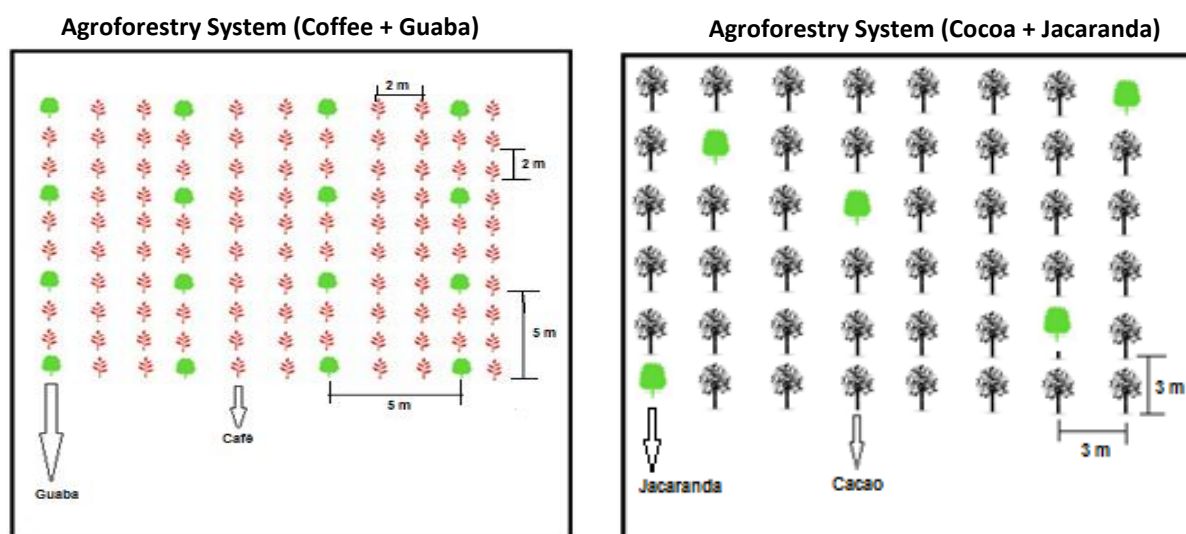 Agroforestry System (Coffee + Guaba)
2 m
2 m
5 m
5 m
Café
Guaba
Agroforestry System (Cocoa + Jacaranda)
3 m
3 m
Jacaranda
Cacao